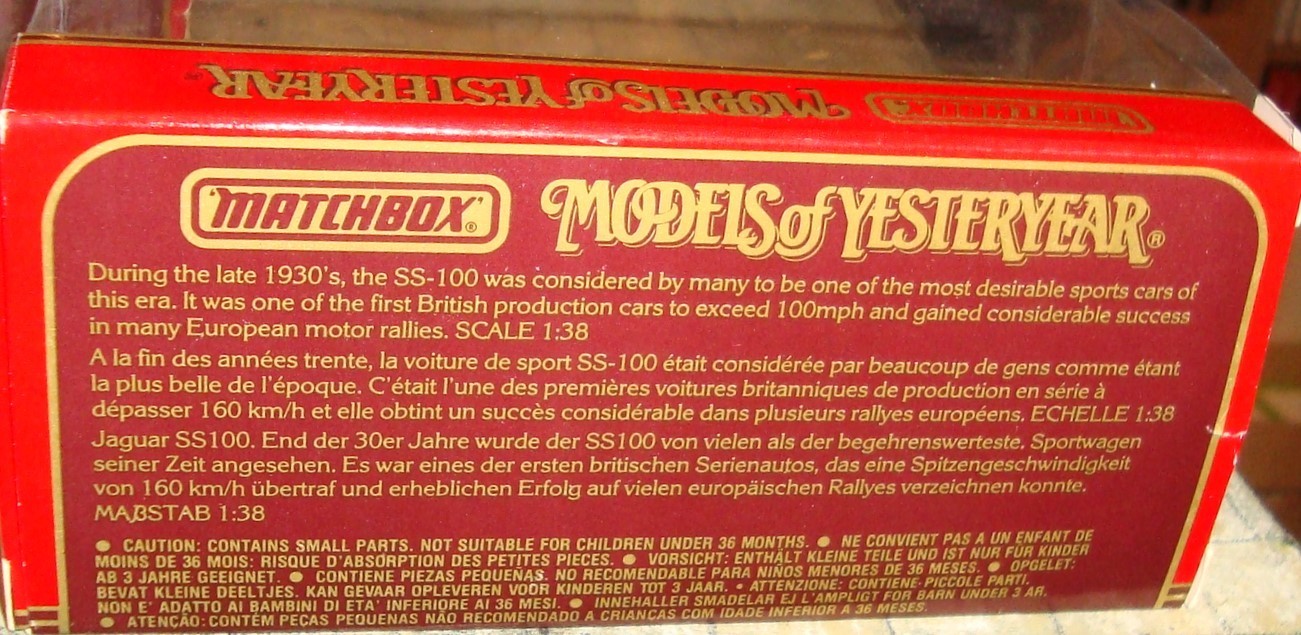 MATCHBOX MODELS of YESTERYEAR
MATCHBOX® MODELS of YESTERYEAR®
During the late 1930's, the SS-100 was considered by many to be one of the most desirable sports cars of
this era. It was one of the first British production cars to exceed 100mph and gained considerable success
in many European motor rallies. SCALE 1:38
A la fin des années trente, la voiture de sport SS-100 était considérée par beaucoup de gens comme étant
la plus belle de l'époque. C'était l'une des premières voitures britanniques de production en série à
dépasser 160 km/h et elle obtint un succès considérable dans plusieurs rallyes européens. ECHELLE 1:38
Jaguar SS100. End der 30er Jahre wurde der SS100 von vielen als der begehrenswerteste. Sportwagen
seiner Zeit angesehen. Es war eines der ersten britischen Serienautos, das eine Spitzengeschwindigkeit
von 160 km/h übertraf und erheblichen Erfolg auf vielen europäischen Rallyes verzeichnen konnte.
MAßSTAB 1:38
● CAUTION: CONTAINS SMALL PARTS. NOT SUITABLE FOR CHILDREN UNDER 36 MONTHS. ● NE CONVIENT PAS A UN ENFANT DE
MOINS DE 36 MOIS: RISQUE D'ABSORPTION DES PETITES PIECES. ● VORSICHT: ENTHÄLT KLEINE TEILE UND IST NUR FÜR KINDER
AB 3 JAHRE GEEIGNET. ● CONTIENE PIEZAS PEQUEÑAS. NO RECOMENDABLE PARA NIÑOS MENORES DE 36 MESES. ● OPGELET:
BEVAT KLEINE DEELTJES. KAN GEVAAR OPLEVEREN VOOR KINDEREN TOT 3 JAAR. • ATTENZIONE: CONTIENE PICCOLE PARTI.
NON E' ADATTO AI BAMBINI DI ETA' INFERIORE AI 36 MESI. ● INNEHALLER SMADELAR EJ LAMPLIGT FOR BARN UNDER 3 AR.
● ATENÇÃO: CONTÉM PEÇAS PEQUENAS NÃO RECOMENDADO A CRIANÇAS COM IDADE INFERIOR A 36 MESES.